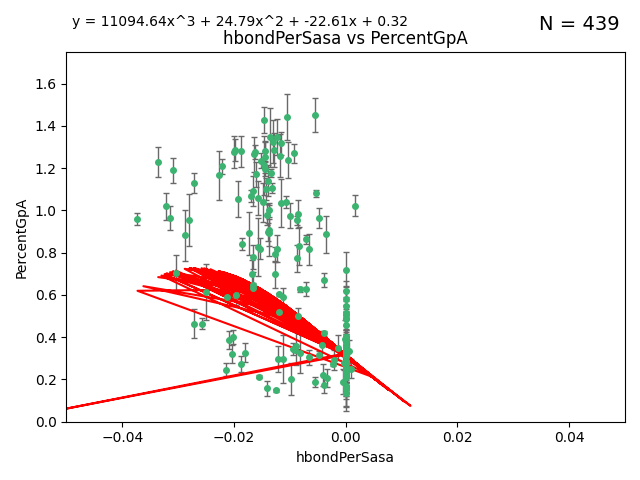 y = 11094.64x^3 + 24.79x^2 + -22.61x + 0.32
N = 439
hbondPerSasa vs PercentGpA
PercentGpA
1.6
1.4
1.2
1.0
0.8
0.6
0.4
0.2
0.0
−0.04
−0.02
0.00
0.02
0.04
hbondPerSasa